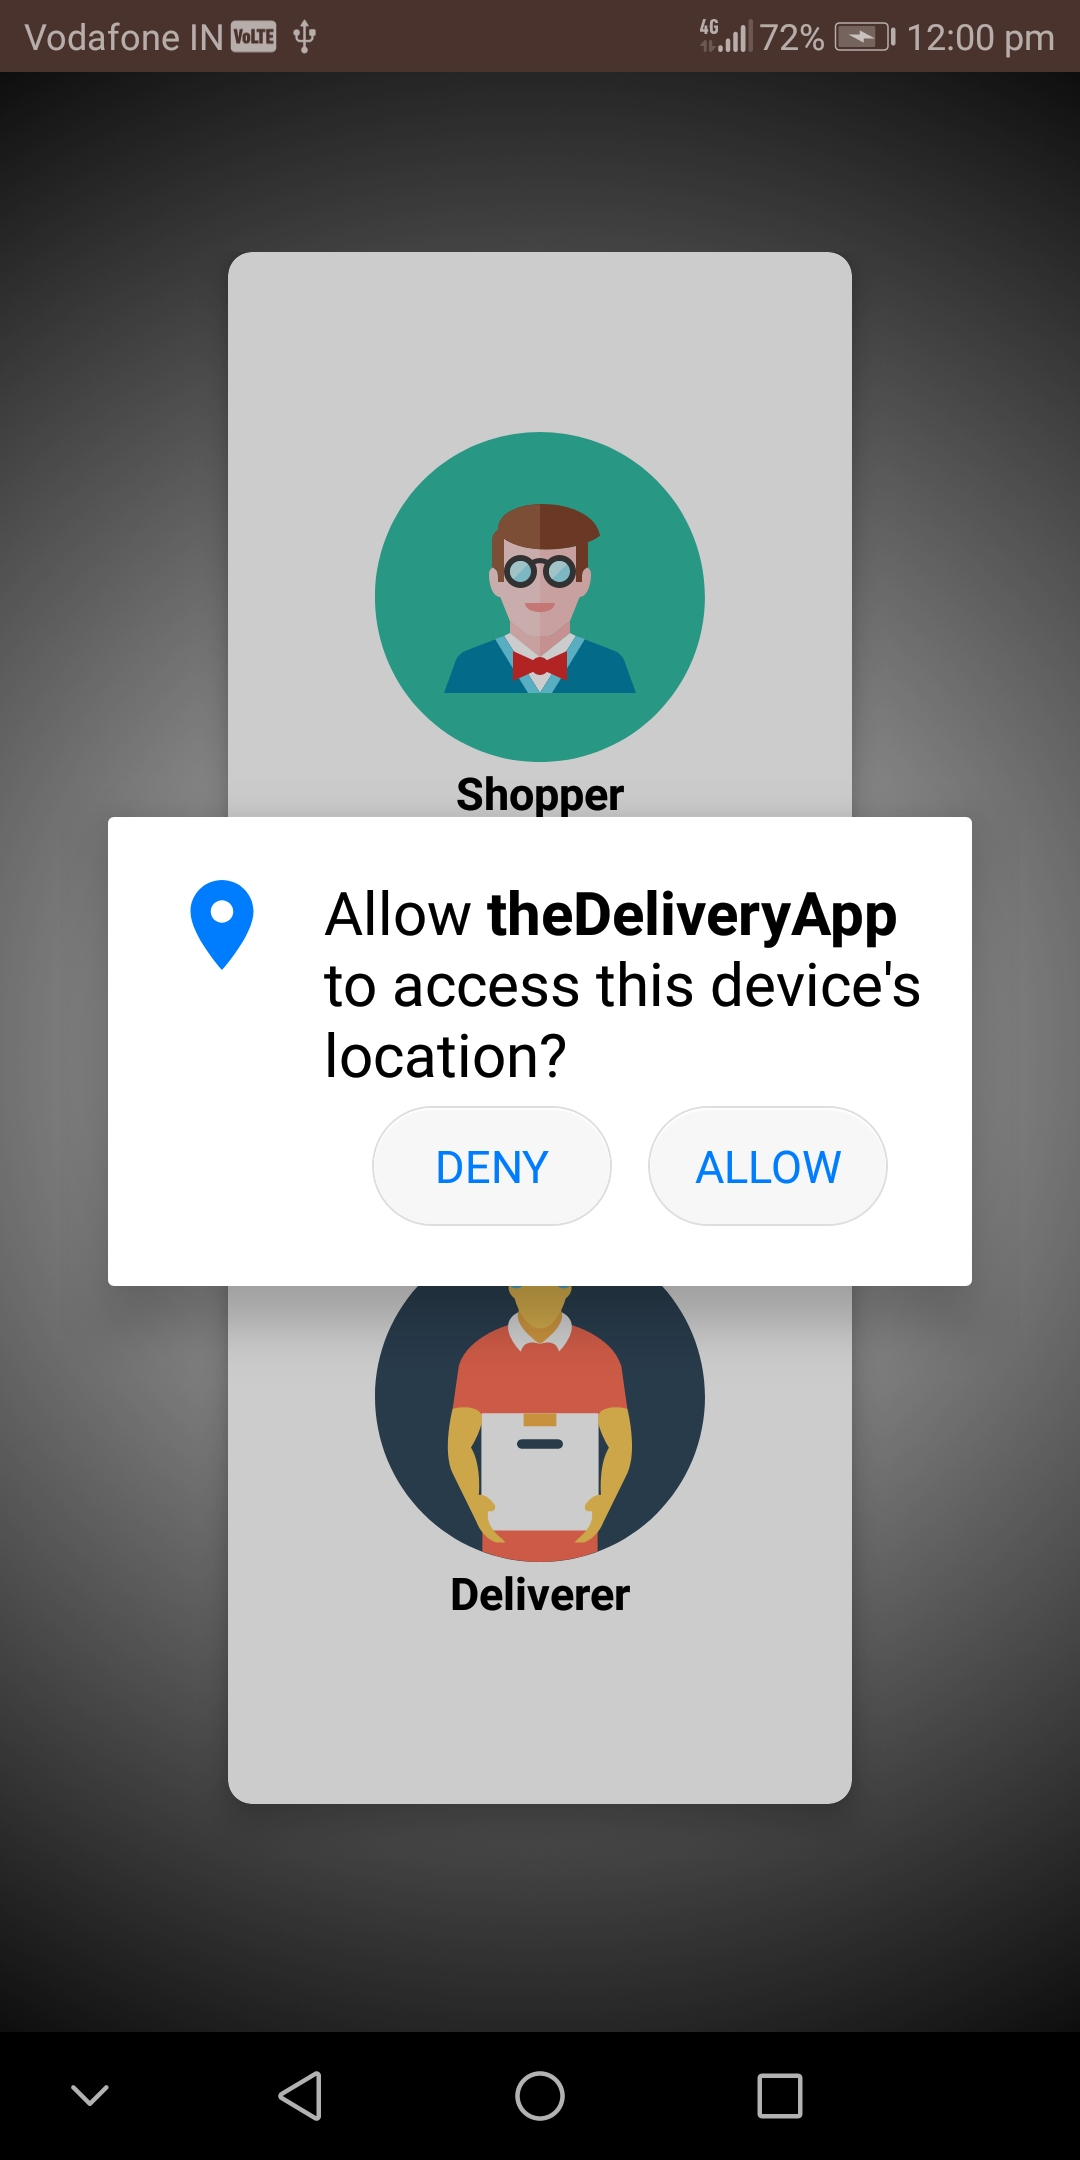 Vodafone IN VoLTE 4G 72% 12:00 pm
Shopper
Allow theDeliveryApp
to access this device's
location?
DENY ALLOW
Deliverer